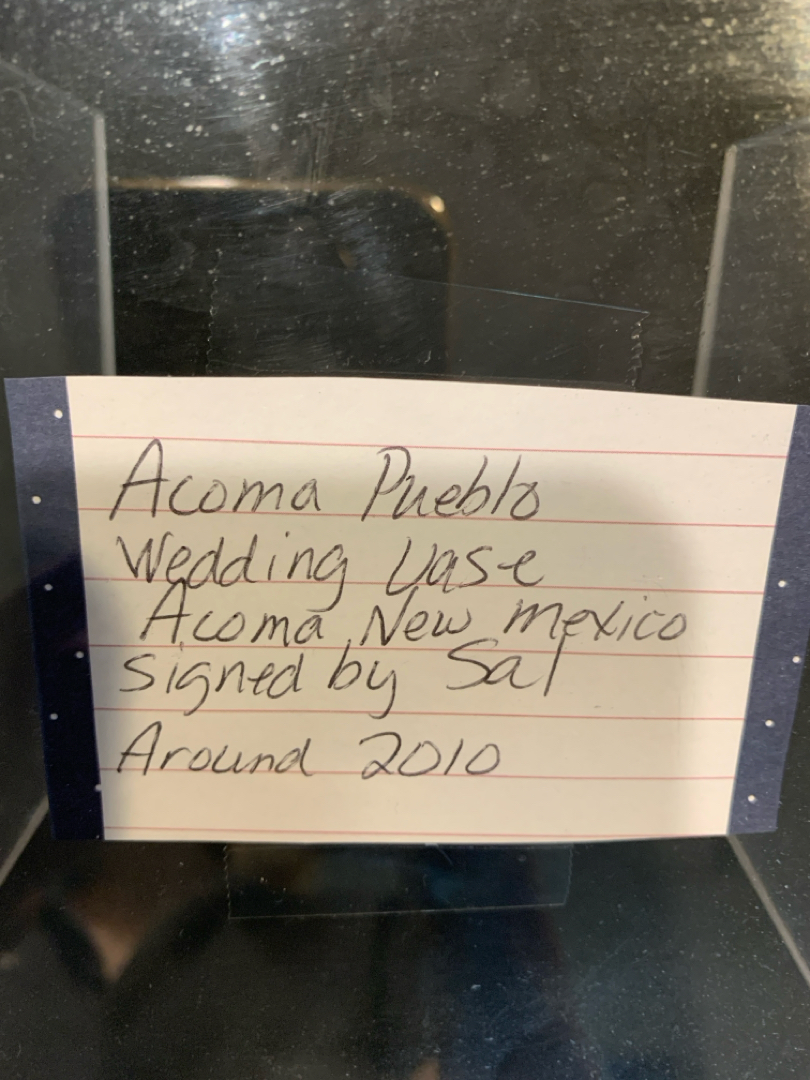 Acoma Pueblo
Wedding Vase
Acoma, New Mexico
signed by Sal
Around 2010